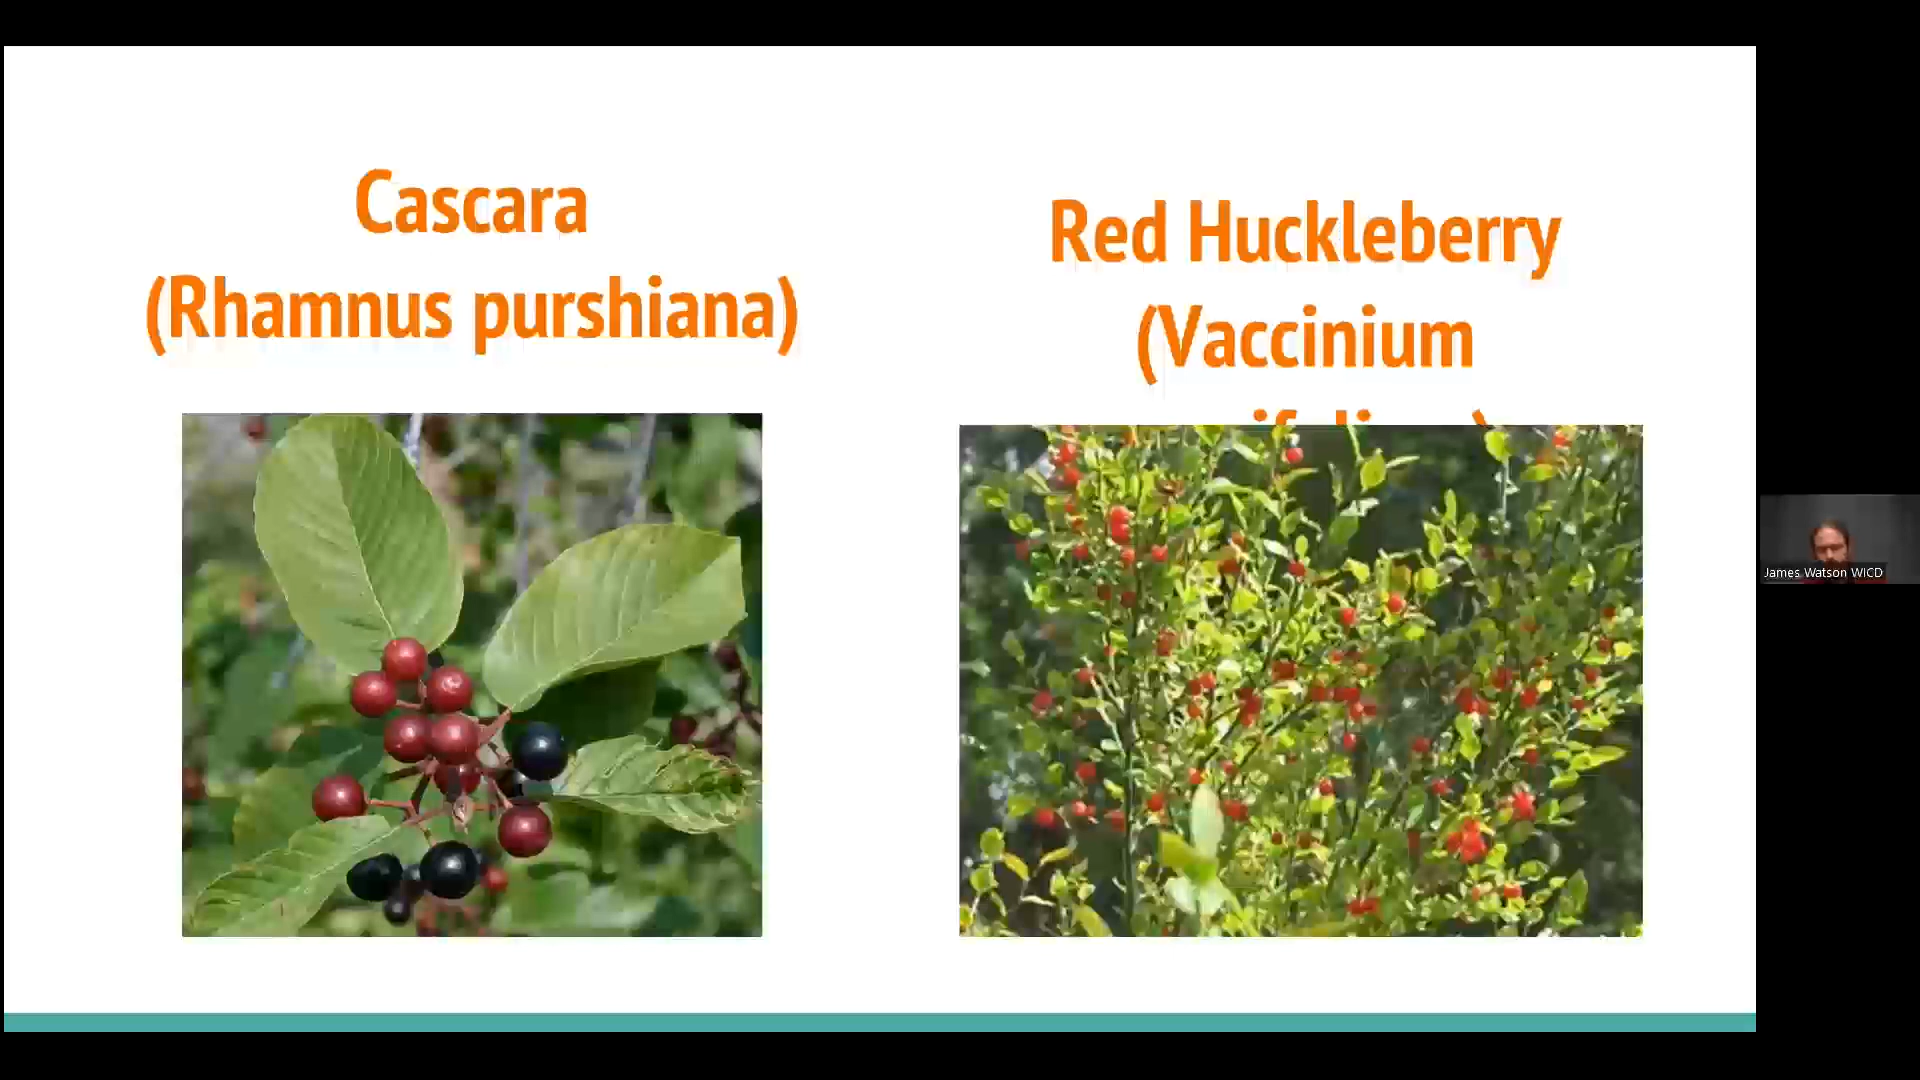 Cascara
(Rhamnus purshiana)
Red Huckleberry
(Vaccinium
James Watson WICD